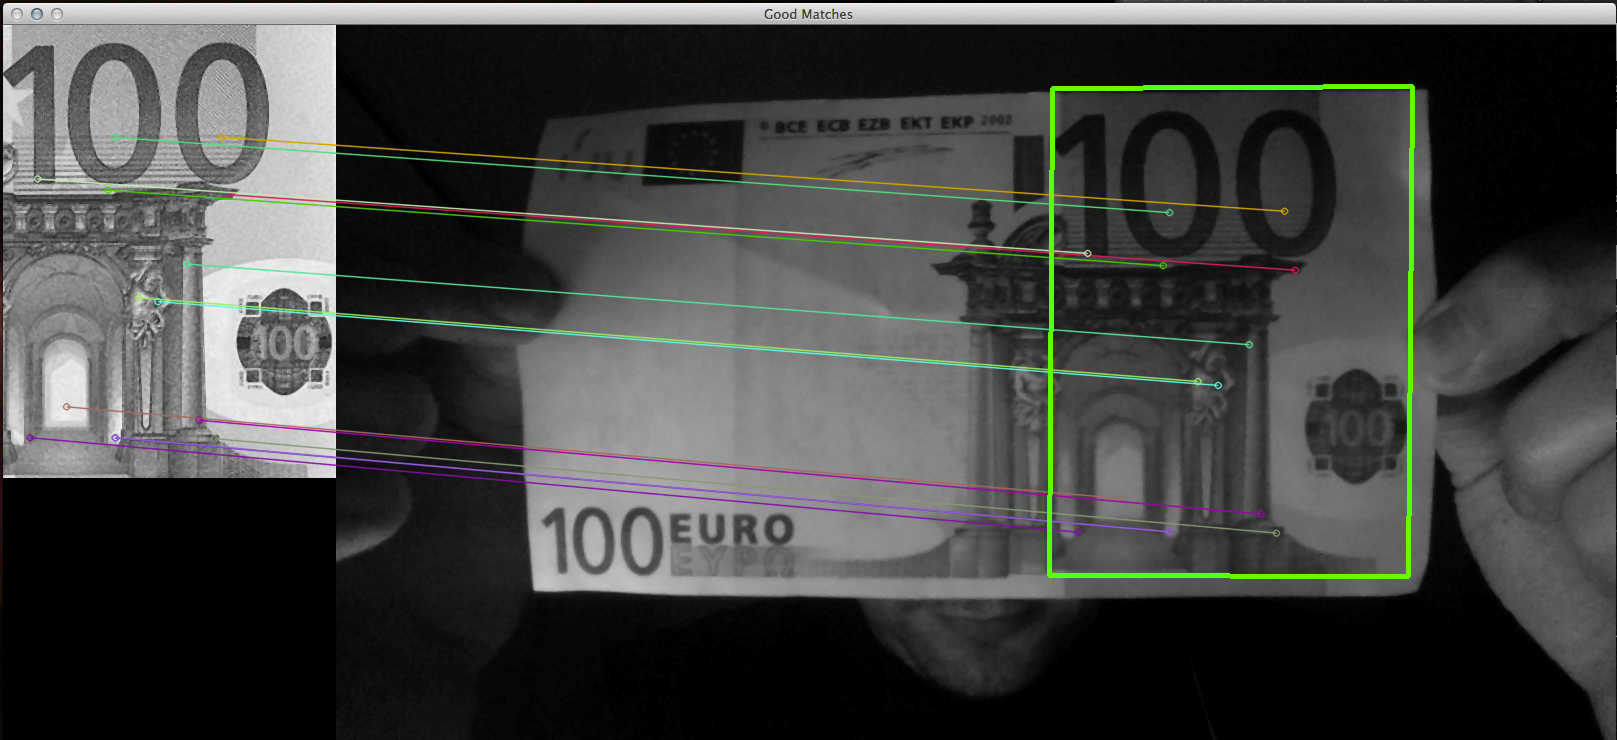 Good Matches
100
100
© BCE ECB EZB EKT EKP 2002
100
100
100 EURO
ΕΥΡΩ